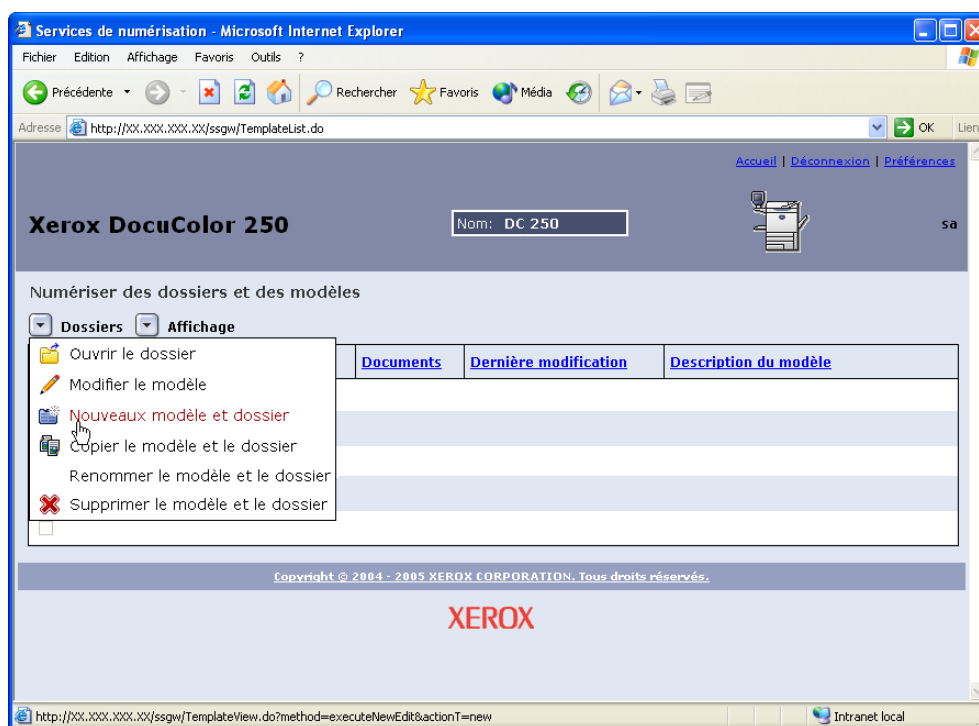 Services de numérisation - Microsoft Internet Explorer
Fichier Edition Affichage Favoris Outils ?
Précédente Rechercher Favoris Média
Adresse http://XX.XXX.XXX.XX/ssgw/TemplateList.do OK Lien
Accueil | Déconnexion | Préférences
Xerox DocuColor 250 Nom: DC 250 sa
Numériser des dossiers et des modèles
Dossiers Affichage
Ouvrir le dossier
Documents Dernière modification Description du modèle
Modifier le modèle
Nouveaux modèle et dossier
Copier le modèle et le dossier
Renommer le modèle et le dossier
Supprimer le modèle et le dossier
Copyright © 2004 - 2005 XEROX CORPORATION. Tous droits réservés.
XEROX
http://XX.XXX.XXX.XX/ssgw/TemplateView.do?method=executeNewEdit&actionT=new Intranet local